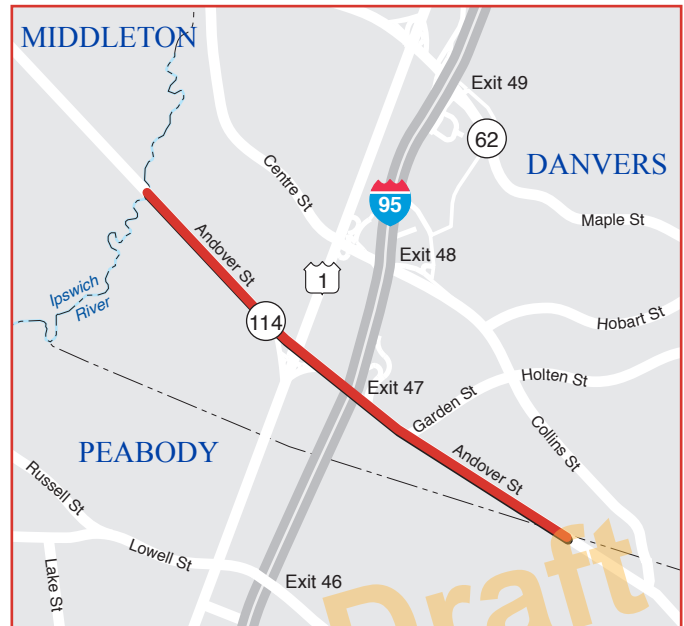 MIDDLETON
Exit 49
62
DANVERS
Centre St
95
Maple St
Andover St
Exit 48
1
Ipswich
River
114
Hobart St
Exit 47
Holten St
Garden St
Collins St
PEABODY
Andover St
Russell St
Lowell St
Draft
Lake St
Exit 46